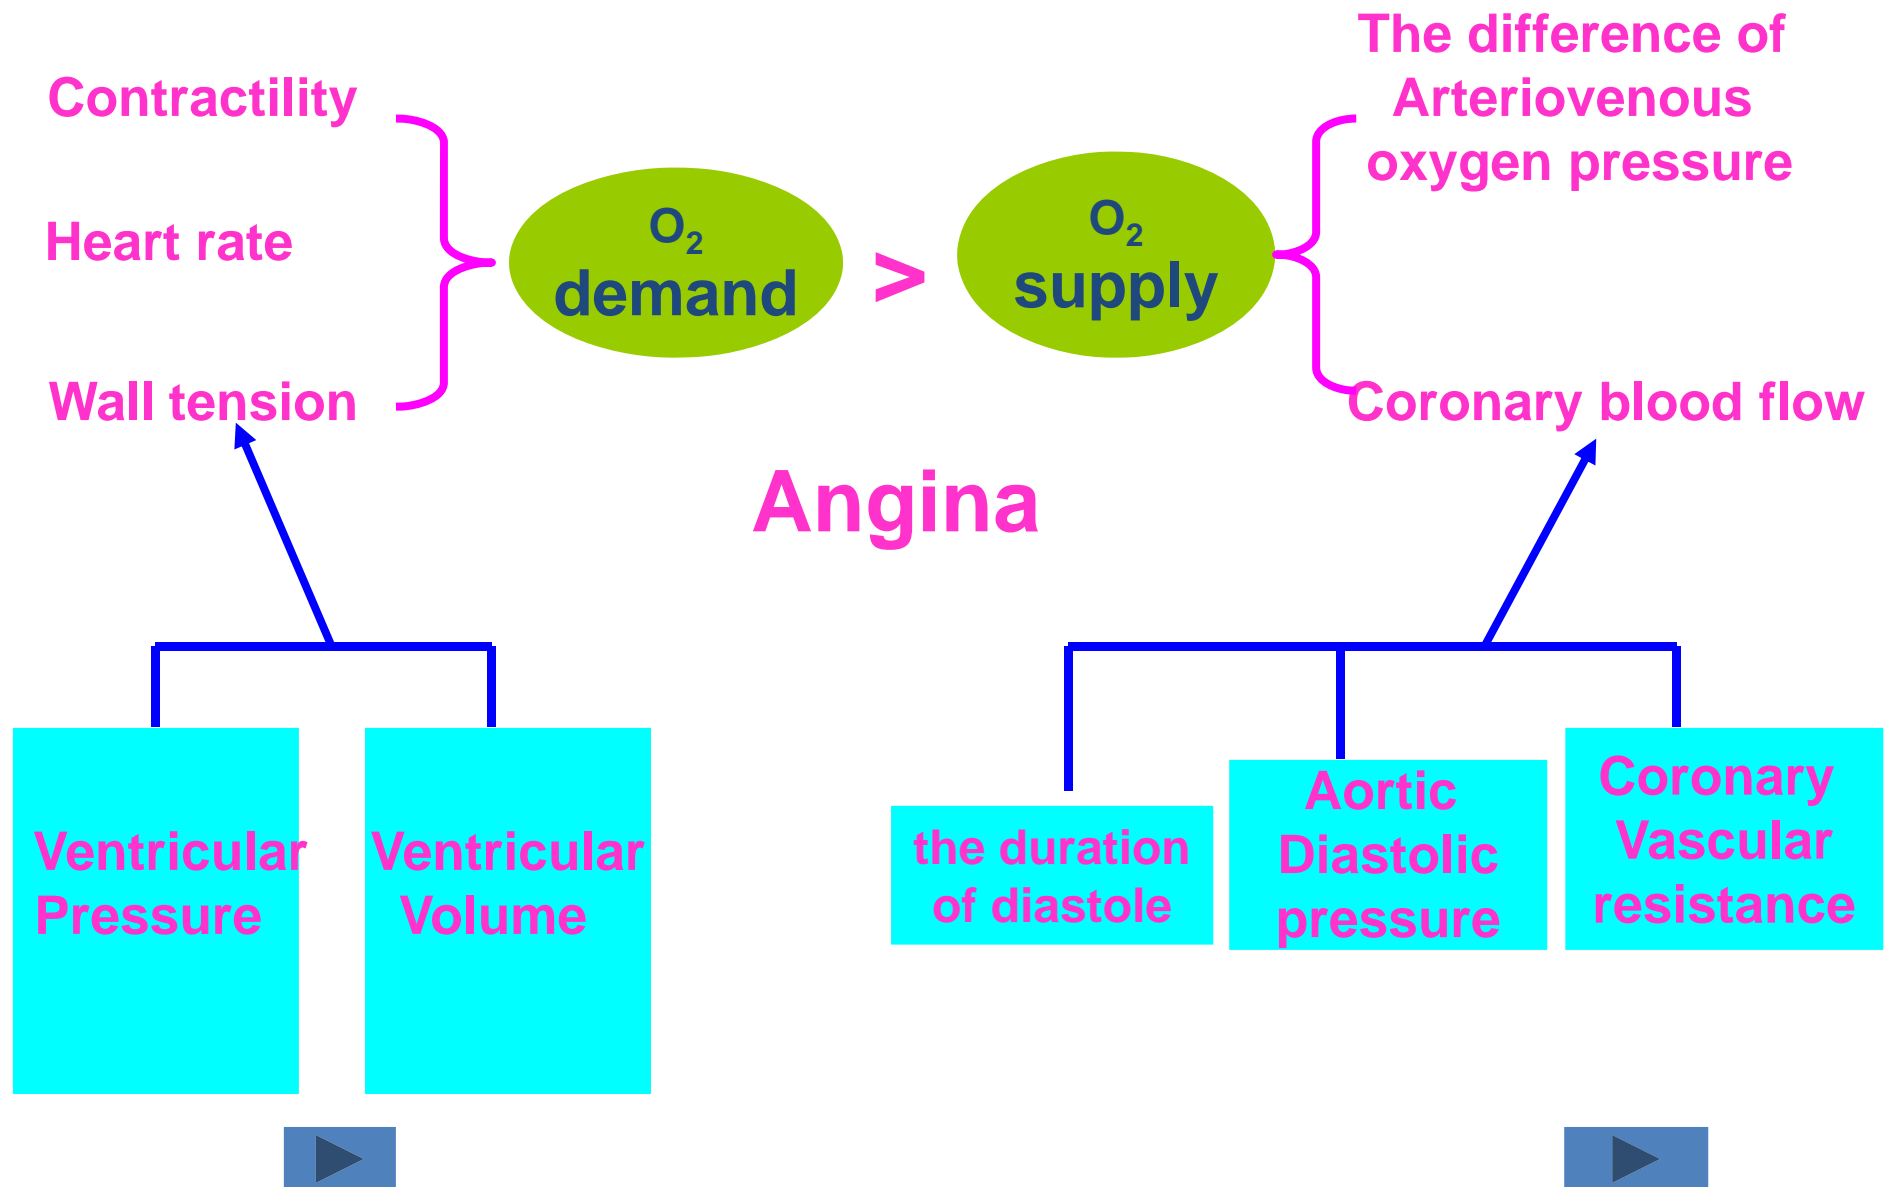 Contractility
Heart rate
Wall tension
O₂
demand
>
O₂
supply
The difference of
Arteriovenous
oxygen pressure
Coronary blood flow
Angina
Ventricular
Pressure
Ventricular
Volume
the duration
of diastole
Aortic
Diastolic
pressure
Coronary
Vascular
resistance